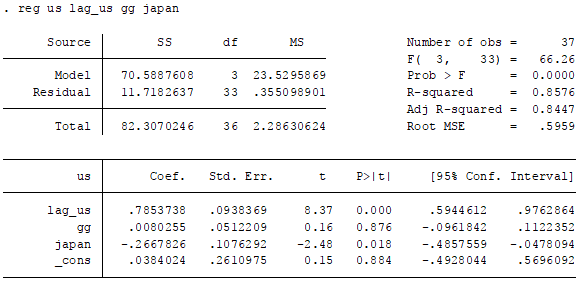 . reg us lag_us gg japan
Source SS df MS Number of obs = 37
F( 3, 33) = 66.26
Model 70.5887608 3 23.5295869 Prob > F = 0.0000
Residual 11.7182637 33 .355098901 R-squared = 0.8576
Adj R-squared = 0.8447
Total 82.3070246 36 2.28630624 Root MSE = .5959
us Coef. Std. Err. t P>|t| [95% Conf. Interval]
lag_us .7853738 .0938369 8.37 0.000 .5944612 .9762864
gg .0080255 .0512209 0.16 0.876 -.0961842 .1122352
japan -.2667826 .1076292 -2.48 0.018 -.4857559 -.0478094
_cons .0384024 .2610975 0.15 0.884 -.4928044 .5696092